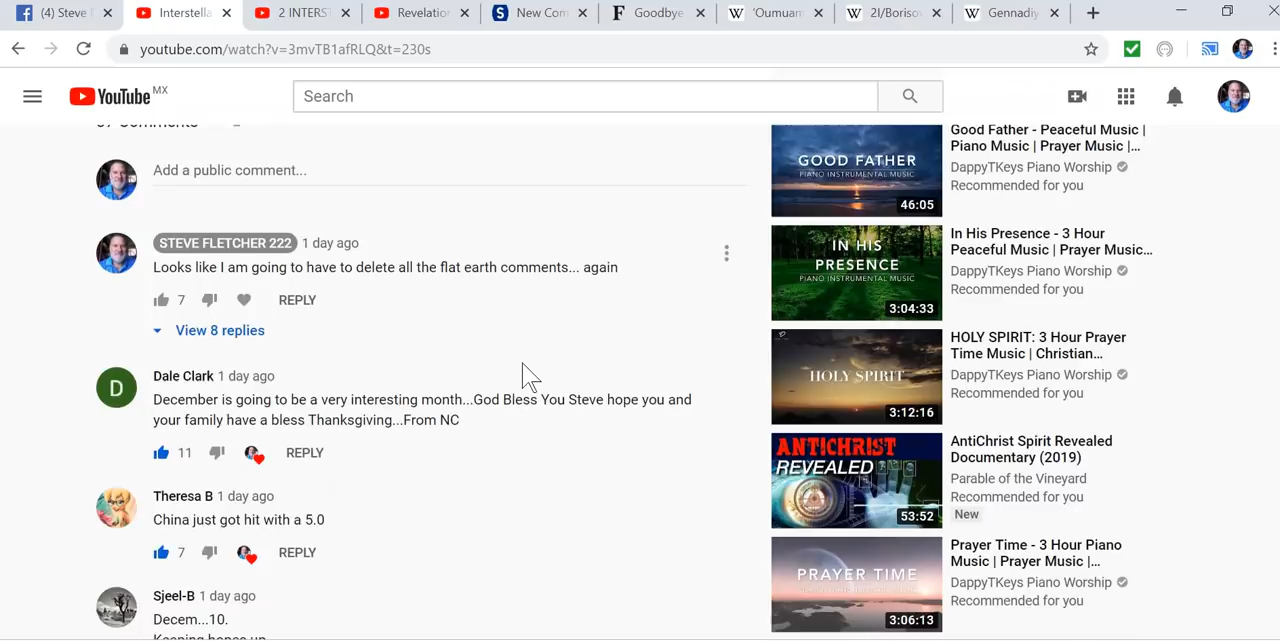 (4) Steve
Interstella
2 INTERS
Revelation
New Com
Goodbye
'Oumuam
2I/Boriso
Gennadiy
youtube.com/watch?v=3mvTB1afRLQ&t=230s
YouTube MX
Search
Add a public comment...
STEVE FLETCHER 222 1 day ago
Looks like I am going to have to delete all the flat earth comments... again
7 REPLY
View 8 replies
D
Dale Clark 1 day ago
December is going to be a very interesting month...God Bless You Steve hope you and
your family have a bless Thanksgiving...From NC
11 REPLY
Theresa B 1 day ago
China just got hit with a 5.0
7 REPLY
Sjeel-B 1 day ago
Decem...10.
Keeping hopes up
GOOD FATHER
PIANO INSTRUMENTAL MUSIC
46:05
Good Father - Peaceful Music |
Piano Music | Prayer Music |...
DappyTKeys Piano Worship
Recommended for you
IN HIS
PRESENCE
PIANO INSTRUMENTAL MUSIC
3:04:33
In His Presence - 3 Hour
Peaceful Music | Prayer Music...
DappyTKeys Piano Worship
Recommended for you
HOLY SPIRIT
3:12:16
HOLY SPIRIT: 3 Hour Prayer
Time Music | Christian...
DappyTKeys Piano Worship
Recommended for you
ANTICHRIST
REVEALED
53:52
AntiChrist Spirit Revealed
Documentary (2019)
Parable of the Vineyard
Recommended for you
New
PRAYER TIME
3:06:13
Prayer Time - 3 Hour Piano
Music | Prayer Music |...
DappyTKeys Piano Worship
Recommended for you